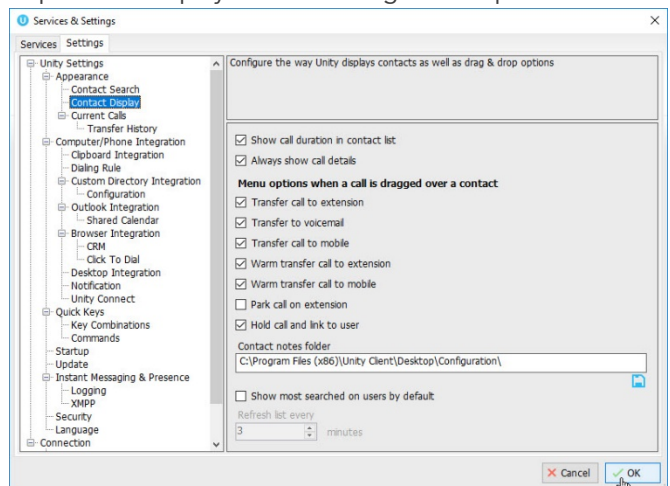 Services & Settings
Services Settings
Unity Settings
Appearance
Contact Search
Contact Display
Current Calls
Transfer History
Computer/Phone Integration
Clipboard Integration
Dialing Rule
Custom Directory Integration
Configuration
Outlook Integration
Shared Calendar
Browser Integration
CRM
Click To Dial
Desktop Integration
Notification
Unity Connect
Quick Keys
Key Combinations
Commands
Startup
Update
Instant Messaging & Presence
Logging
XMPP
Security
Language
Connection
Configure the way Unity displays contacts as well as drag & drop options
Show call duration in contact list
Always show call details
Menu options when a call is dragged over a contact
Transfer call to extension
Transfer to voicemail
Transfer call to mobile
Warm transfer call to extension
Warm transfer call to mobile
Park call on extension
Hold call and link to user
Contact notes folder
C:\Program Files (x86)\Unity Client\Desktop\Configuration\
Show most searched on users by default
Refresh list every
3 minutes
Cancel OK